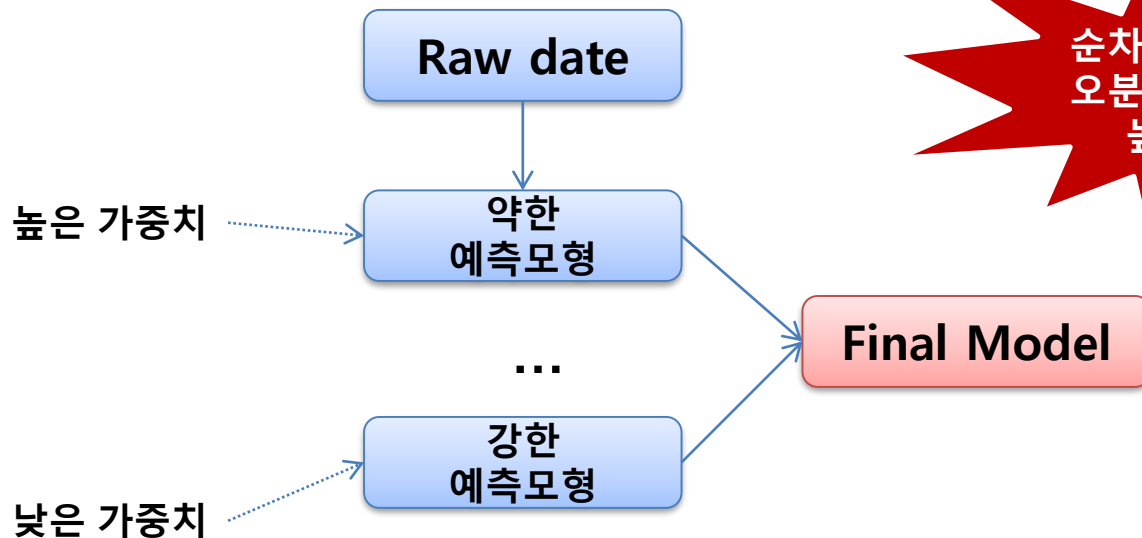 Raw date
순차
오분
높은 가중치
약한
예측모형
...
Final Model
강한
예측모형
낮은 가중치